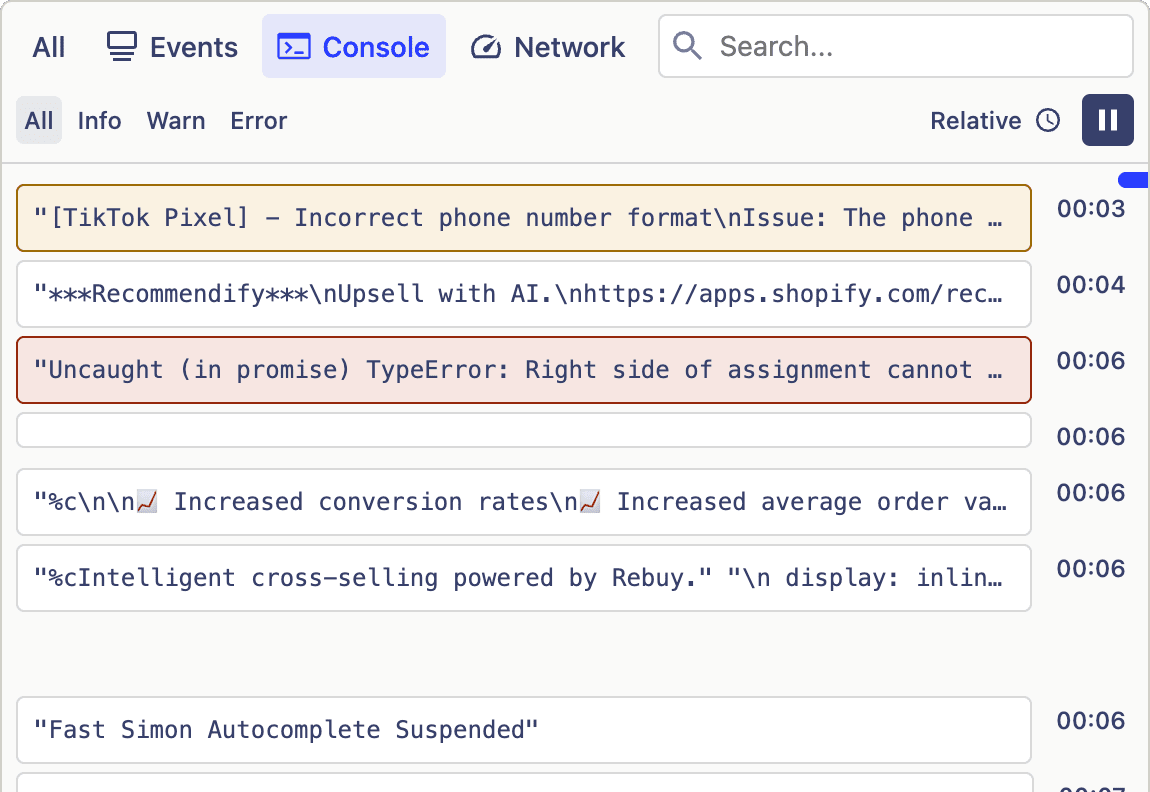 All Events Console Network Search...
All Info Warn Error Relative
"[TikTok Pixel] - Incorrect phone number format\nIssue: The phone … 00:03
"***Recommendify***\nUpsell with AI.\nhttps://apps.shopify.com/rec… 00:04
"Uncaught (in promise) TypeError: Right side of assignment cannot … 00:06
00:06
"%c\n\n📈 Increased conversion rates\n📈 Increased average order va… 00:06
"%cIntelligent cross-selling powered by Rebuy." "\n display: inlin… 00:06
"Fast Simon Autocomplete Suspended" 00:06